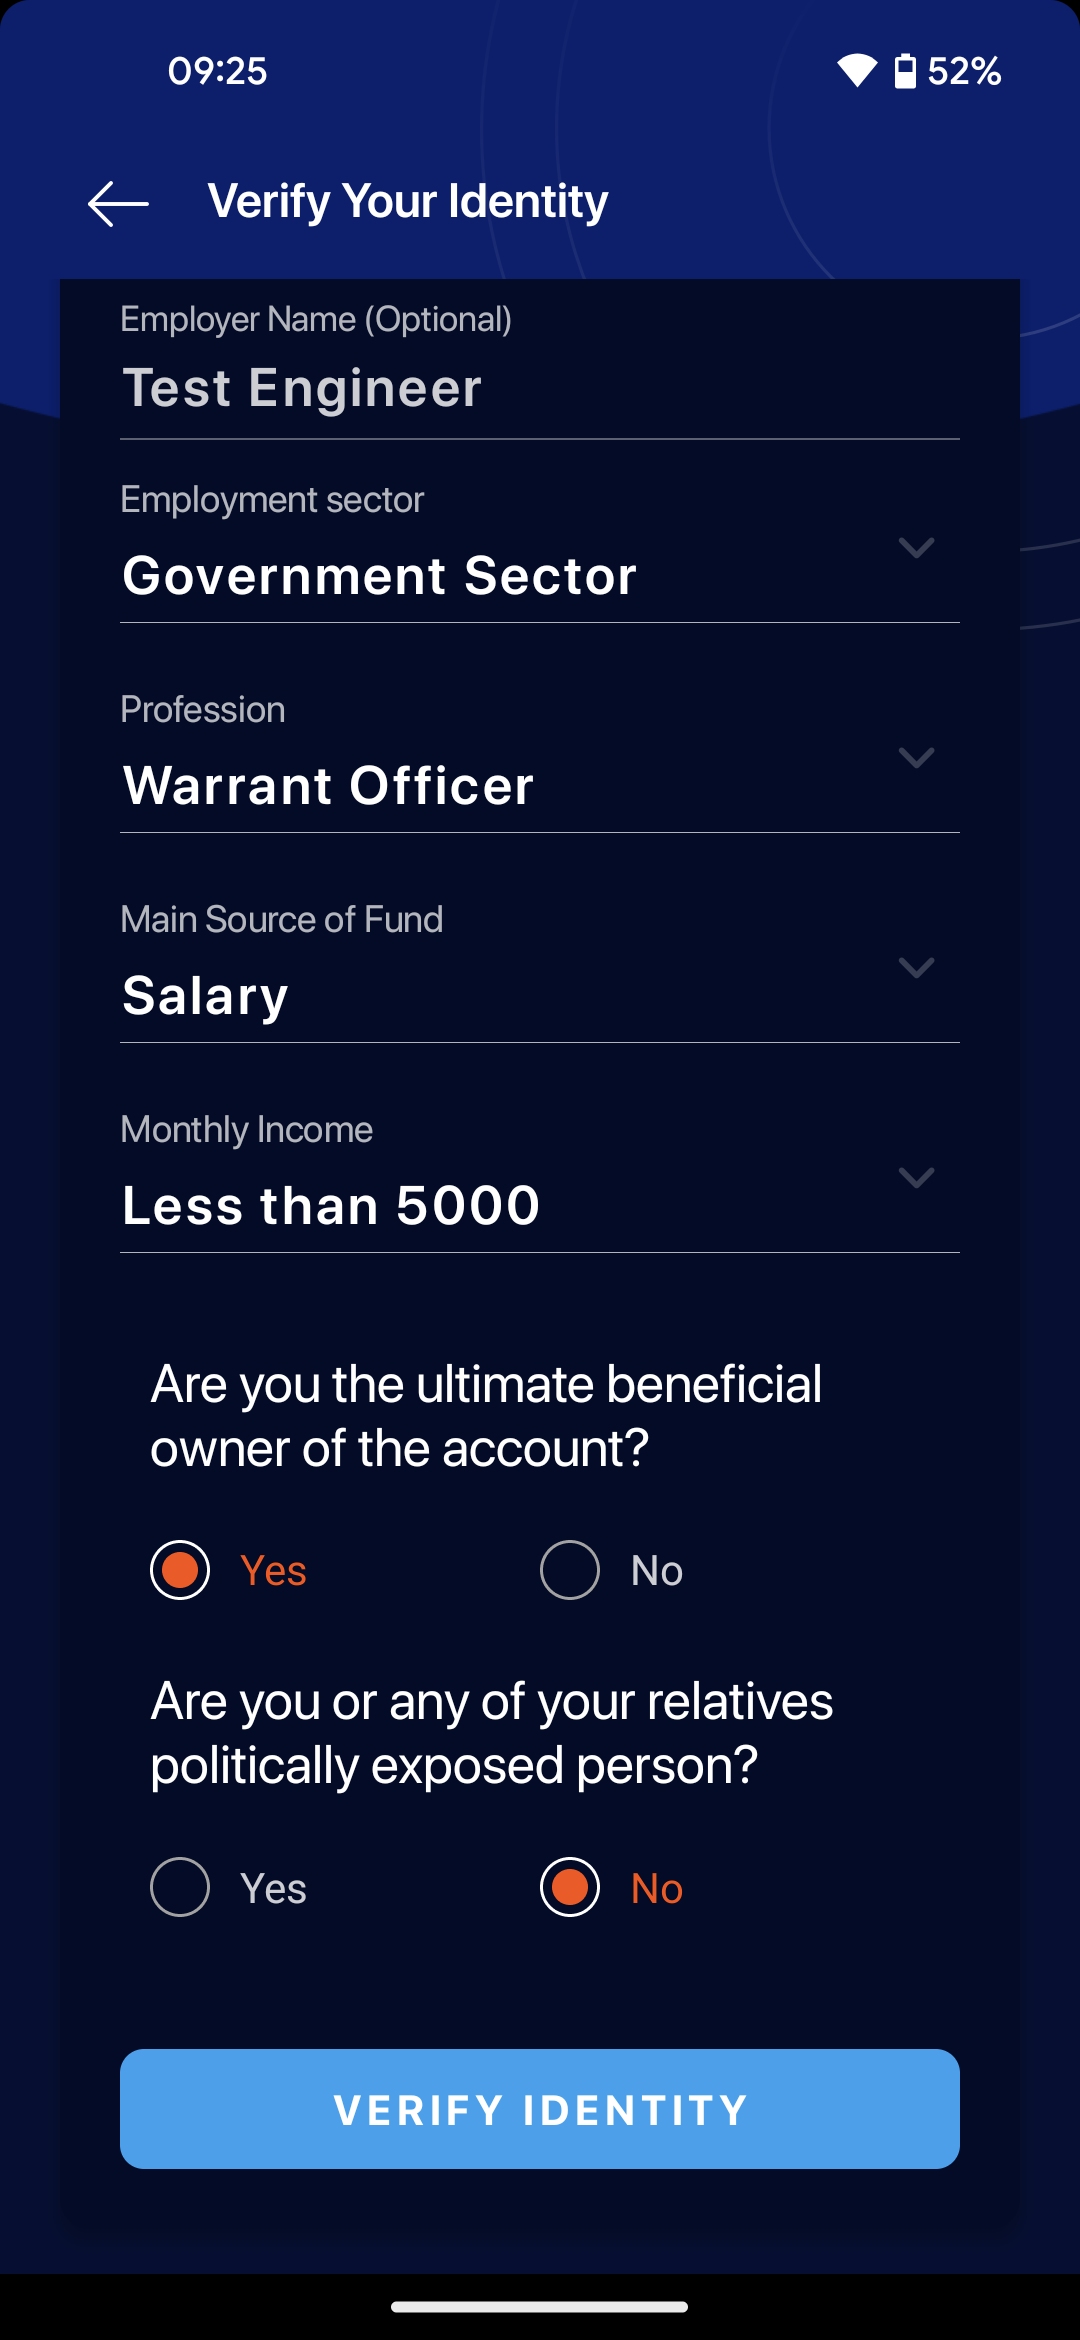 09:25
52%
Verify Your Identity
Employer Name (Optional)
Test Engineer
Employment sector
Government Sector
Profession
Warrant Officer
Main Source of Fund
Salary
Monthly Income
Less than 5000
Are you the ultimate beneficial
owner of the account?
Yes No
Are you or any of your relatives
politically exposed person?
Yes No
VERIFY IDENTITY